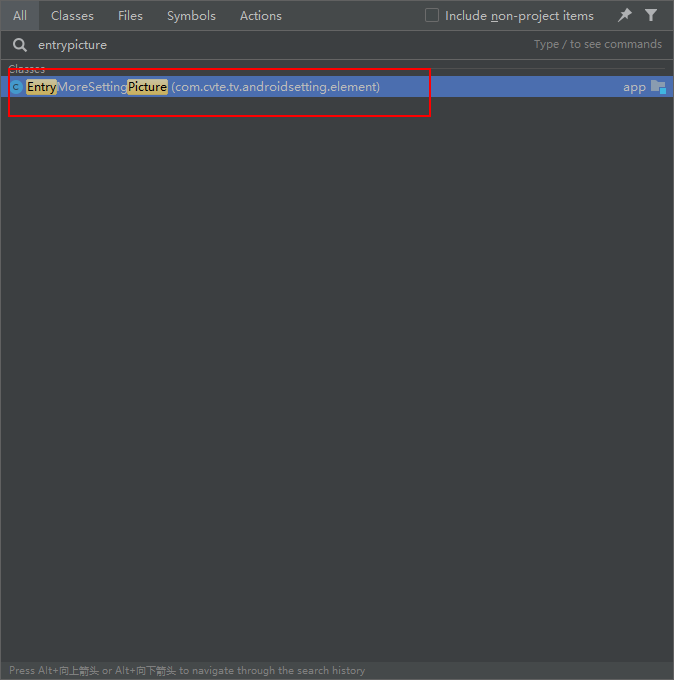 All Classes Files Symbols Actions Include non-project items
entrypicture Type / to see commands
Classes
EntryMoreSettingPicture (com.cvte.tv.androidsetting.element) app
Press Alt+向上箭头 or Alt+向下箭头 to navigate through the search history